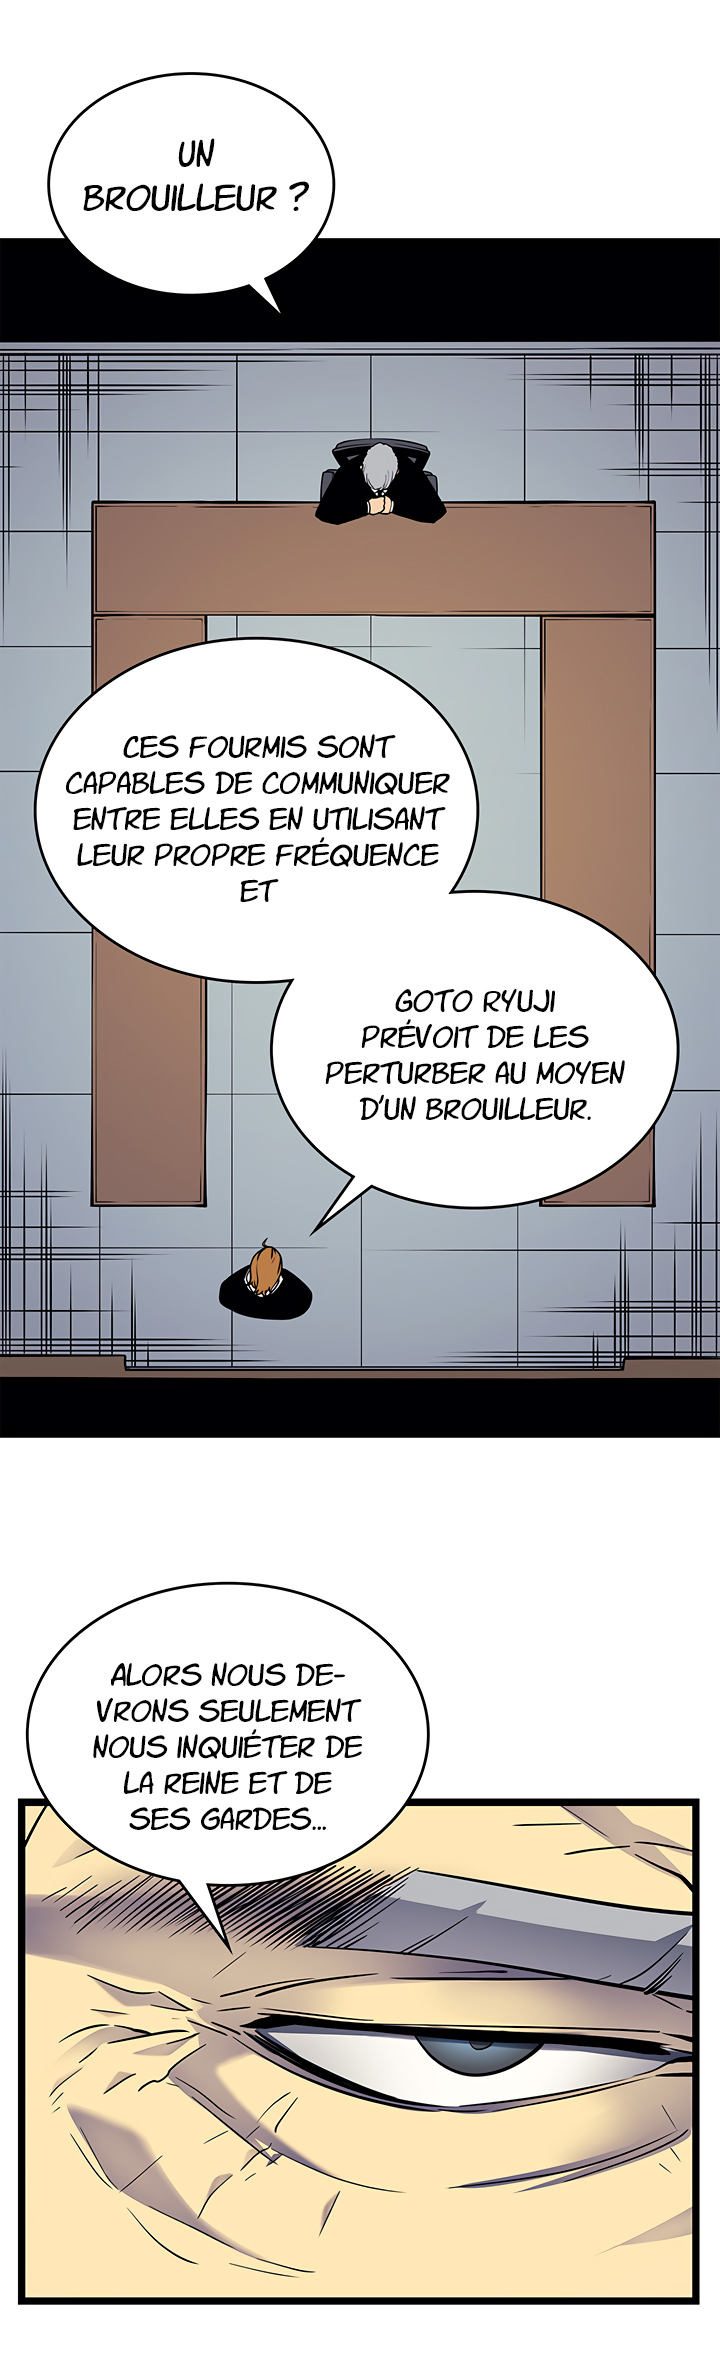 UN
BROUILLEUR ?
CES FOURMIS SONT
CAPABLES DE COMMUNIQUER
ENTRE ELLES EN UTILISANT
LEUR PROPRE FRÉQUENCE
ET
GOTO RYUJI
PRÉVOIT DE LES
PERTURBER AU MOYEN
D'UN BROUILLEUR.
ALORS NOUS DE-
VRONS SEULEMENT
NOUS INQUIÉTER DE
LA REINE ET DE
SES GARDES...